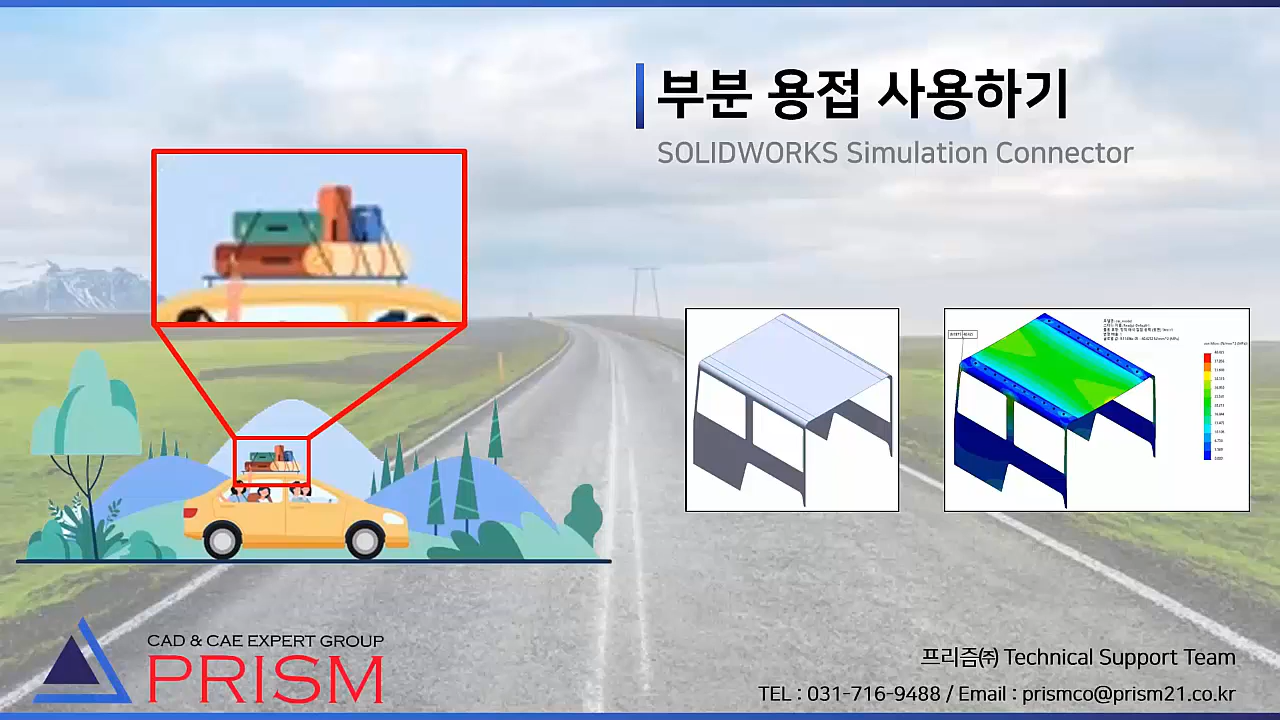 부분 용접 사용하기
SOLIDWORKS Simulation Connector
CAD & CAE EXPERT GROUP
PRISM
프리즘㈜ Technical Support Team
TEL : 031-716-9488 / Email : prismco@prism21.co.kr